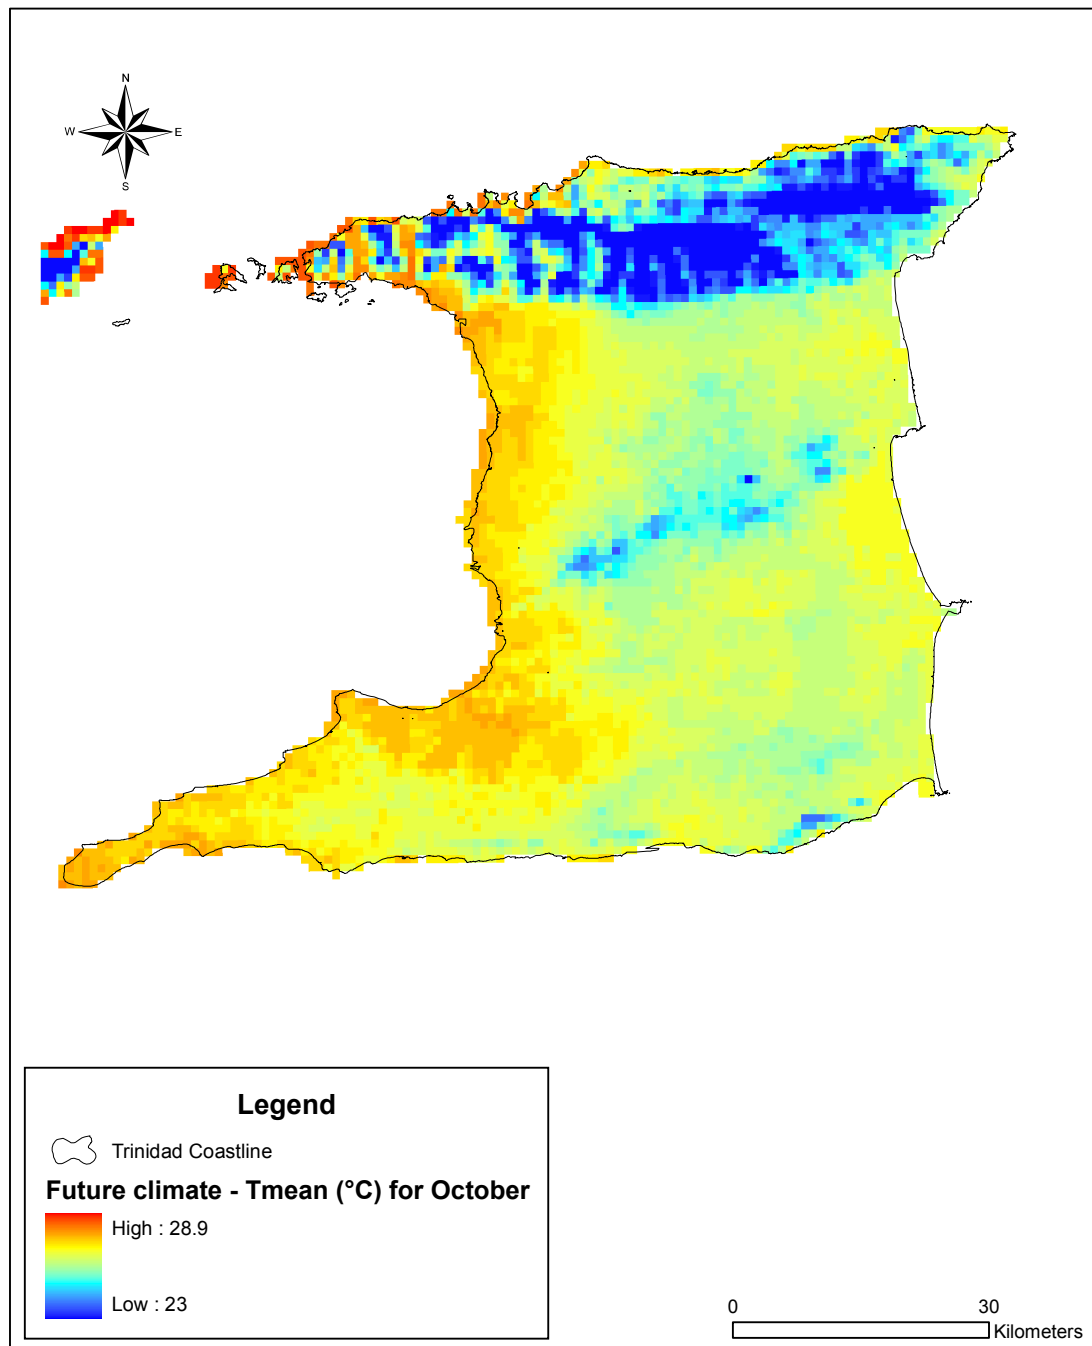 N
W E
S
Legend
Trinidad Coastline
Future climate - Tmean (°C) for October
High : 28.9
Low : 23
0 30
Kilometers